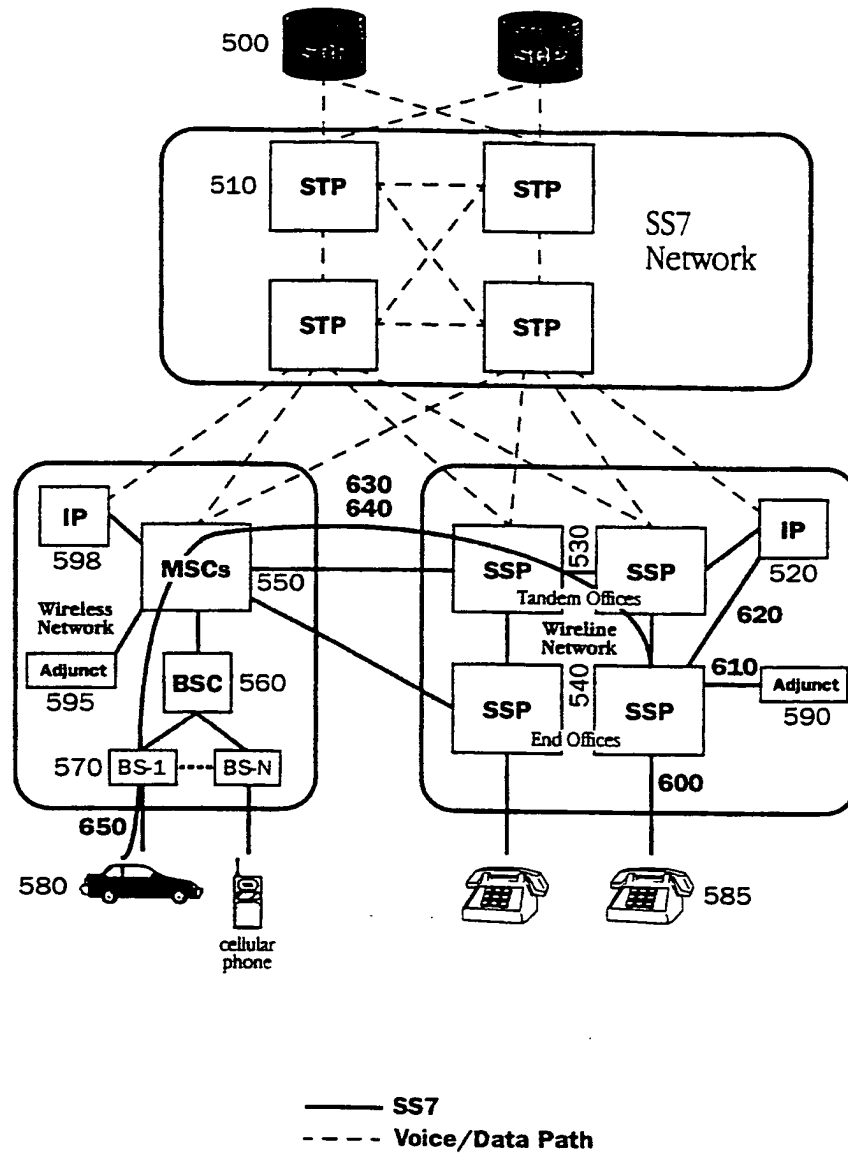 500
STP
STP
510
SS7
Network
STP
STP
630
640
IP
598
MSCs
550
SSP
530
SSP
IP
520
Tandem Offices
Wireless
Network
Wireline
Network
620
Adjunct
595
BSC
560
SSP
540
SSP
610
Adjunct
590
End Offices
570
BS-1
BS-N
600
650
580
585
cellular
phone
SS7
Voice/Data Path